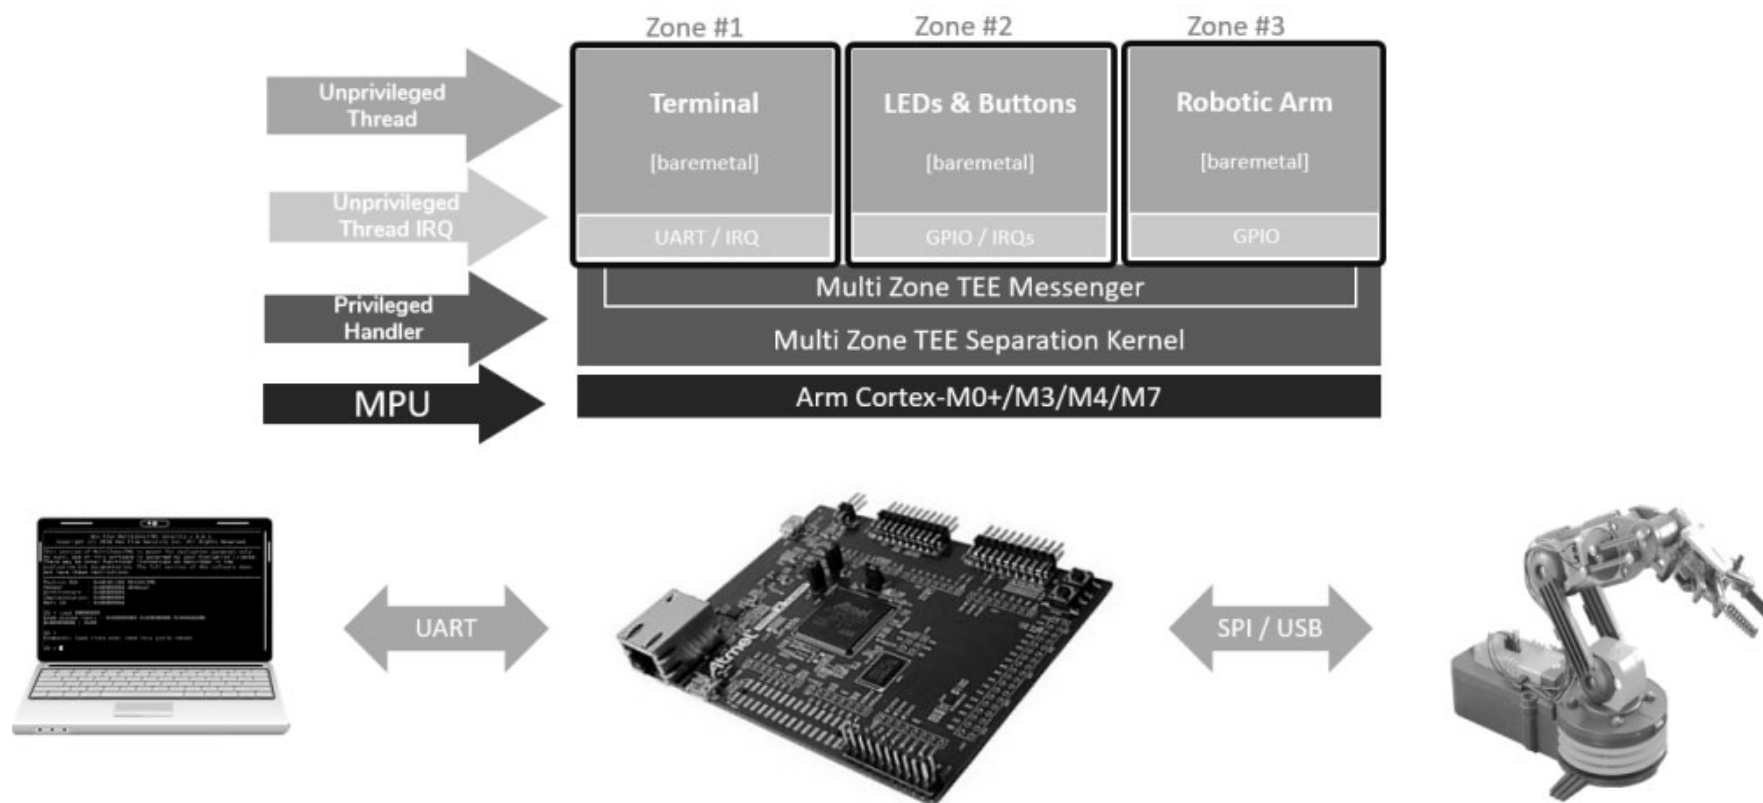 Zone #1
Zone #2
Zone #3
Unprivileged
Thread
Terminal
[baremetal]
LEDs & Buttons
[baremetal]
Robotic Arm
[baremetal]
Unprivileged
Thread IRQ
UART / IRQ
GPIO / IRQs
GPIO
Privileged
Handler
Multi Zone TEE Messenger
Multi Zone TEE Separation Kernel
MPU
Arm Cortex-M0+/M3/M4/M7
UART
Atmel
SPI / USB